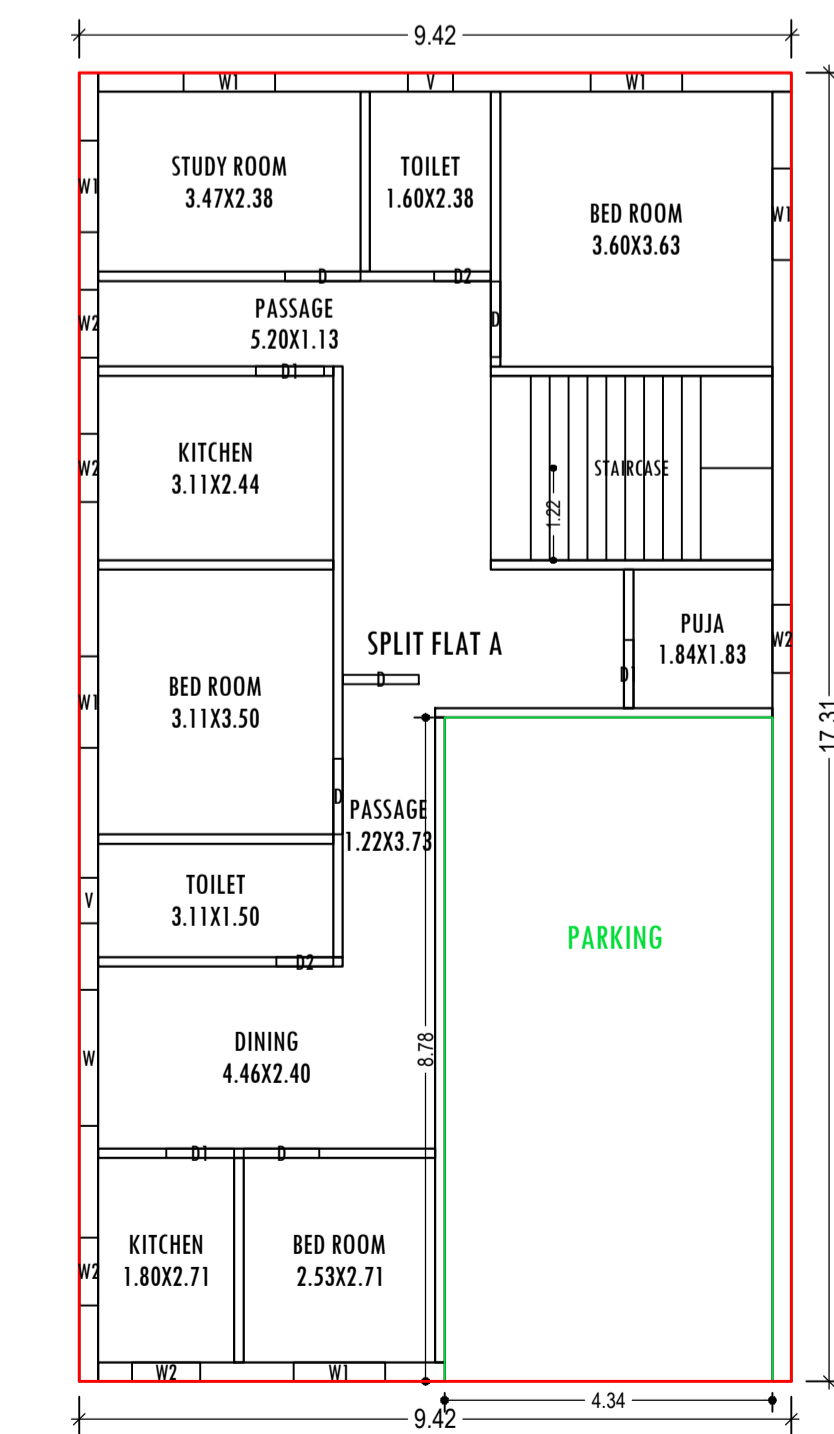 9.42
W1
V
W1
W1
STUDY ROOM
3.47X2.38
TOILET
1.60X2.38
BED ROOM
3.60X3.63
W1
D
D2
W2
PASSAGE
5.20X1.13
D
D1
W2
KITCHEN
3.11X2.44
STAIRCASE
1.22
SPLIT FLAT A
PUJA
1.84X1.83
W2
D
D
W1
BED ROOM
3.11X3.50
17.31
D
PASSAGE
1.22X3.73
V
TOILET
3.11X1.50
PARKING
D2
W
DINING
4.46X2.40
8.78
D1
D
W2
KITCHEN
1.80X2.71
BED ROOM
2.53X2.71
W2
W1
4.34
9.42